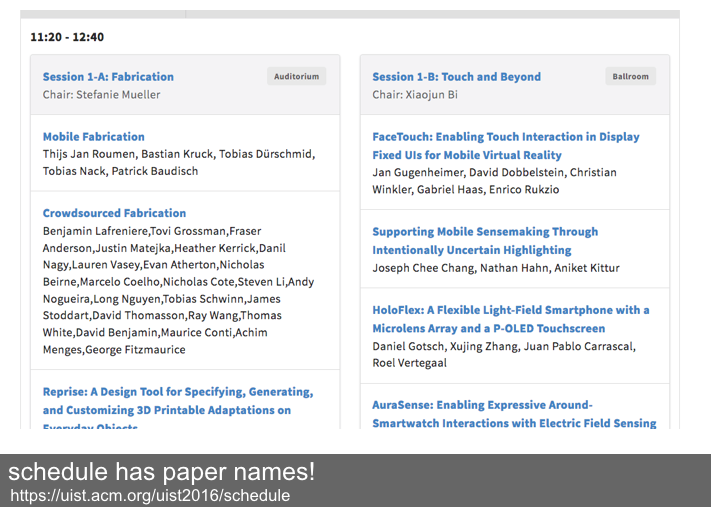 11:20 - 12:40
Session 1-A: Fabrication
Auditorium
Chair: Stefanie Mueller
Mobile Fabrication
Thijs Jan Roumen, Bastian Kruck, Tobias Dürschmid,
Tobias Nack, Patrick Baudisch
Crowdsourced Fabrication
Benjamin Lafreniere,Tovi Grossman,Fraser
Anderson,Justin Matejka,Heather Kerrick,Danil
Nagy,Lauren Vasey,Evan Atherton,Nicholas
Beirne,Marcelo Coelho,Nicholas Cote,Steven Li,Andy
Nogueira,Long Nguyen,Tobias Schwinn,James
Stoddart,David Thomasson,Ray Wang,Thomas
White,David Benjamin,Maurice Conti,Achim
Menges,George Fitzmaurice
Reprise: A Design Tool for Specifying, Generating,
and Customizing 3D Printable Adaptations on
Everyday Objects
Session 1-B: Touch and Beyond
Ballroom
Chair: Xiaojun Bi
FaceTouch: Enabling Touch Interaction in Display
Fixed UIs for Mobile Virtual Reality
Jan Gugenheimer, David Dobbelstein, Christian
Winkler, Gabriel Haas, Enrico Rukzio
Supporting Mobile Sensemaking Through
Intentionally Uncertain Highlighting
Joseph Chee Chang, Nathan Hahn, Aniket Kittur
HoloFlex: A Flexible Light-Field Smartphone with a
Microlens Array and a P-OLED Touchscreen
Daniel Gotsch, Xujing Zhang, Juan Pablo Carrascal,
Roel Vertegaal
AuraSense: Enabling Expressive Around-
Smartwatch Interactions with Electric Field Sensing
schedule has paper names!
https://uist.acm.org/uist2016/schedule